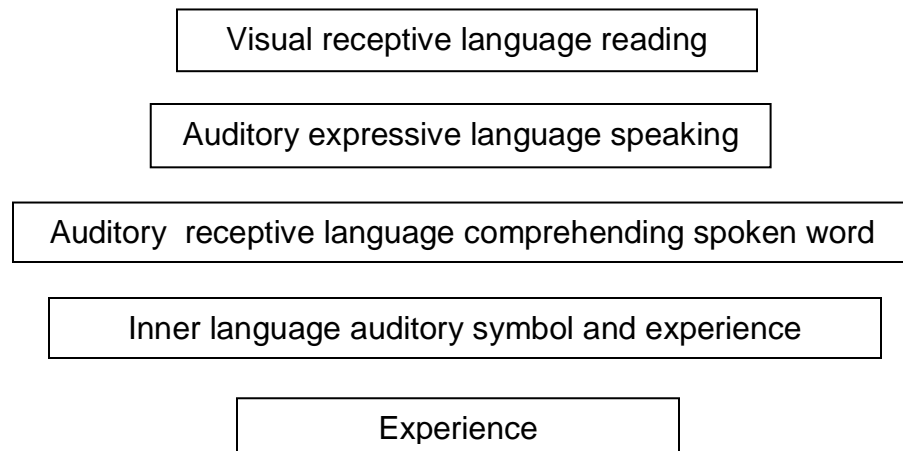 Visual receptive language reading
Auditory expressive language speaking
Auditory receptive language comprehending spoken word
Inner language auditory symbol and experience
Experience